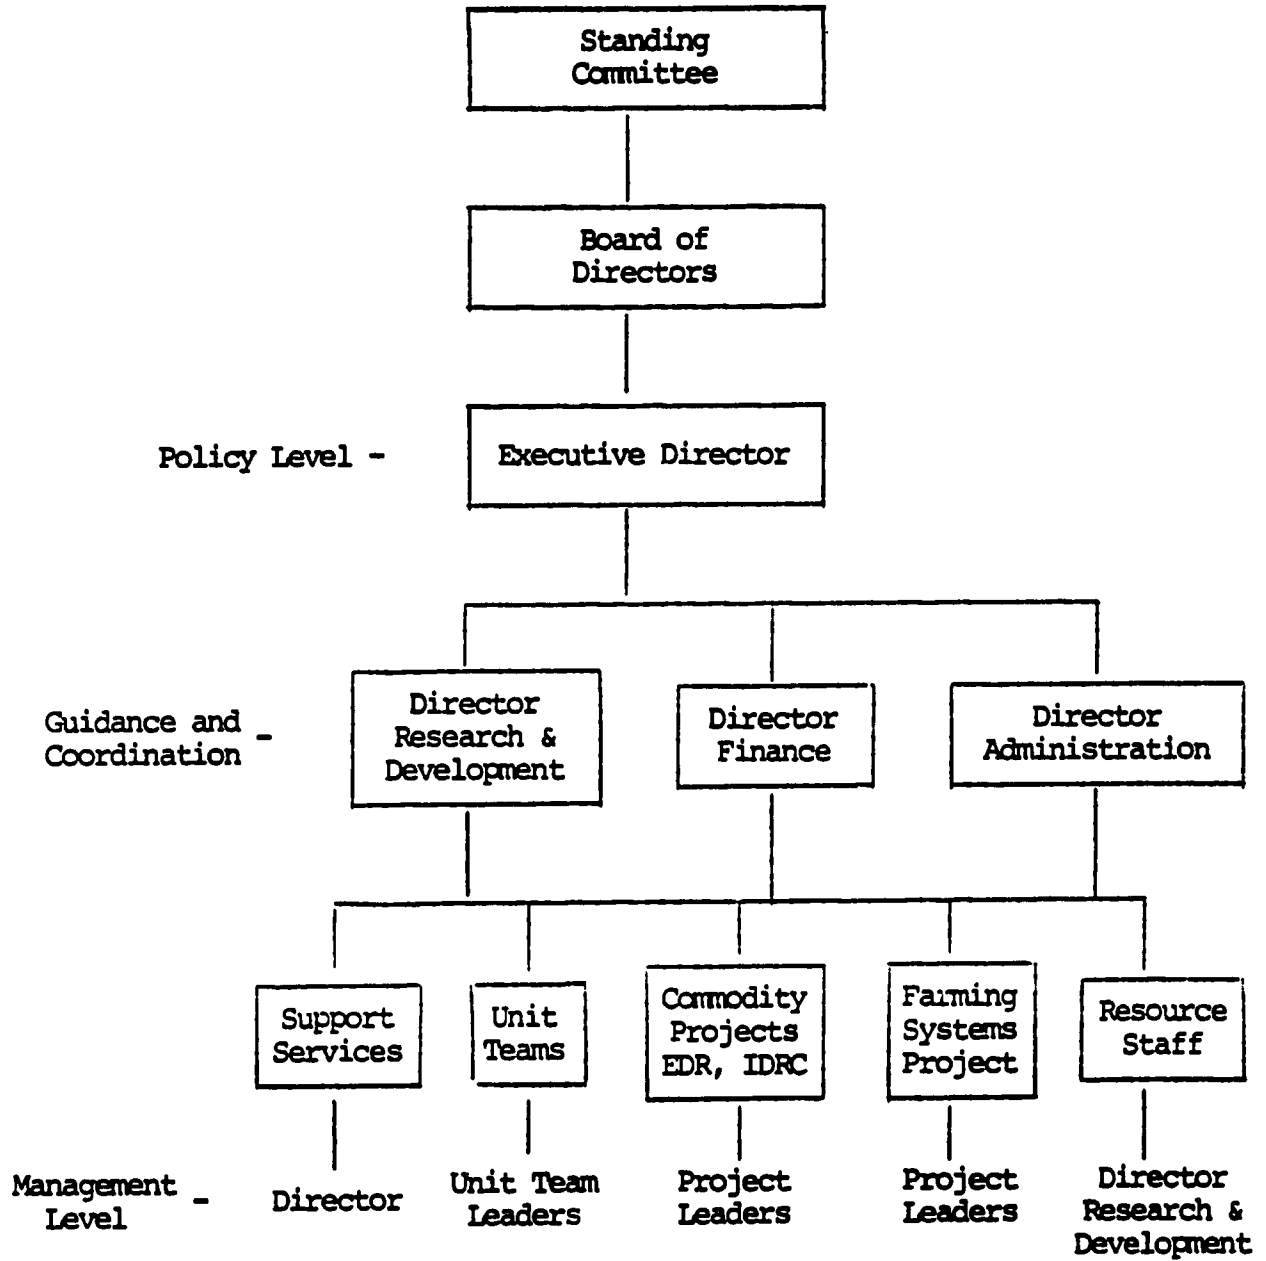 Standing
Committee
Board of
Directors
Policy Level -
Executive Director
Guidance and
Coordination -
Director
Research &
Development
Director
Finance
Director
Administration
Support
Services
Unit
Teams
Commodity
Projects
EDR, IDRC
Farming
Systems
Project
Resource
Staff
Management
Level -
Director
Unit Team
Leaders
Project
Leaders
Project
Leaders
Director
Research &
Development